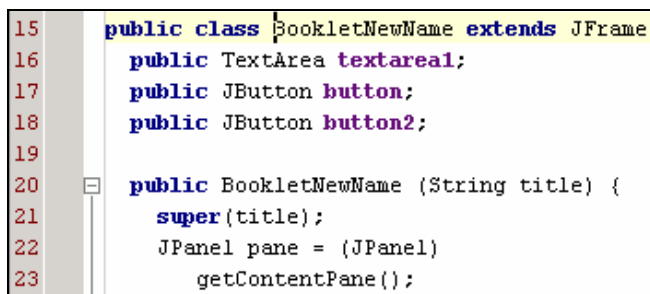 15 public class BookletNewName extends JFrame
16 public TextArea textarea1;
17 public JButton button;
18 public JButton button2;
19
20 public BookletNewName (String title) {
21 super(title);
22 JPanel pane = (JPanel)
23 getContentPane();